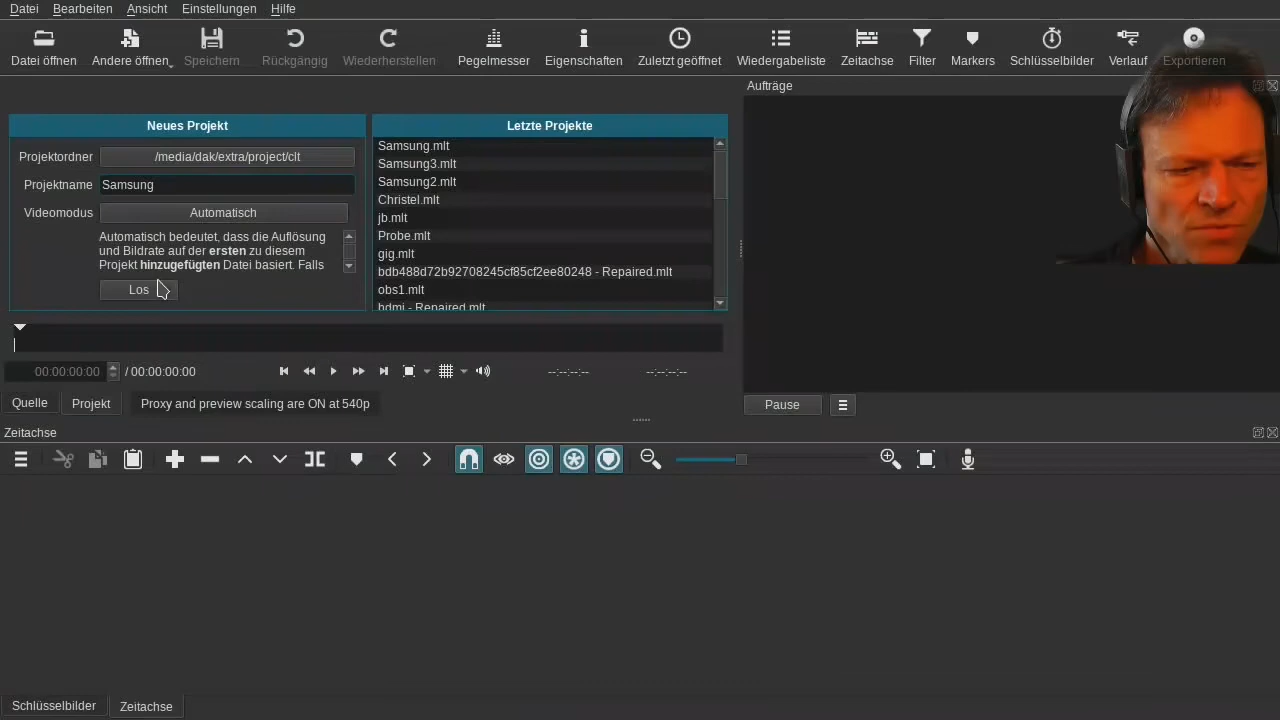 Datei Bearbeiten Ansicht Einstellungen Hilfe
Datei öffnen Andere öffnen Speichern Rückgängig Wiederherstellen Pegelmesser Eigenschaften Zuletzt geöffnet Wiedergabeliste Zeitachse Filter Markers Schlüsselbilder Verlauf Exportieren
Aufträge
Neues Projekt
Projektordner /media/dak/extra/project/clt
Projektname Samsung
Videomodus Automatisch
Automatisch bedeutet, dass die Auflösung
und Bildrate auf der ersten zu diesem
Projekt hinzugefügten Datei basiert. Falls
Los
Letzte Projekte
Samsung.mlt
Samsung3.mlt
Samsung2.mlt
Christel.mlt
jb.mlt
Probe.mlt
gig.mlt
bdb488d72b92708245cf85cf2ee80248 - Repaired.mlt
obs1.mlt
hdmi - Repaired.mlt
00:00:00:00 / 00:00:00:00 --:--:--:-- --:--:--:--
Quelle Projekt Proxy and preview scaling are ON at 540p
Pause
Zeitachse
Schlüsselbilder Zeitachse